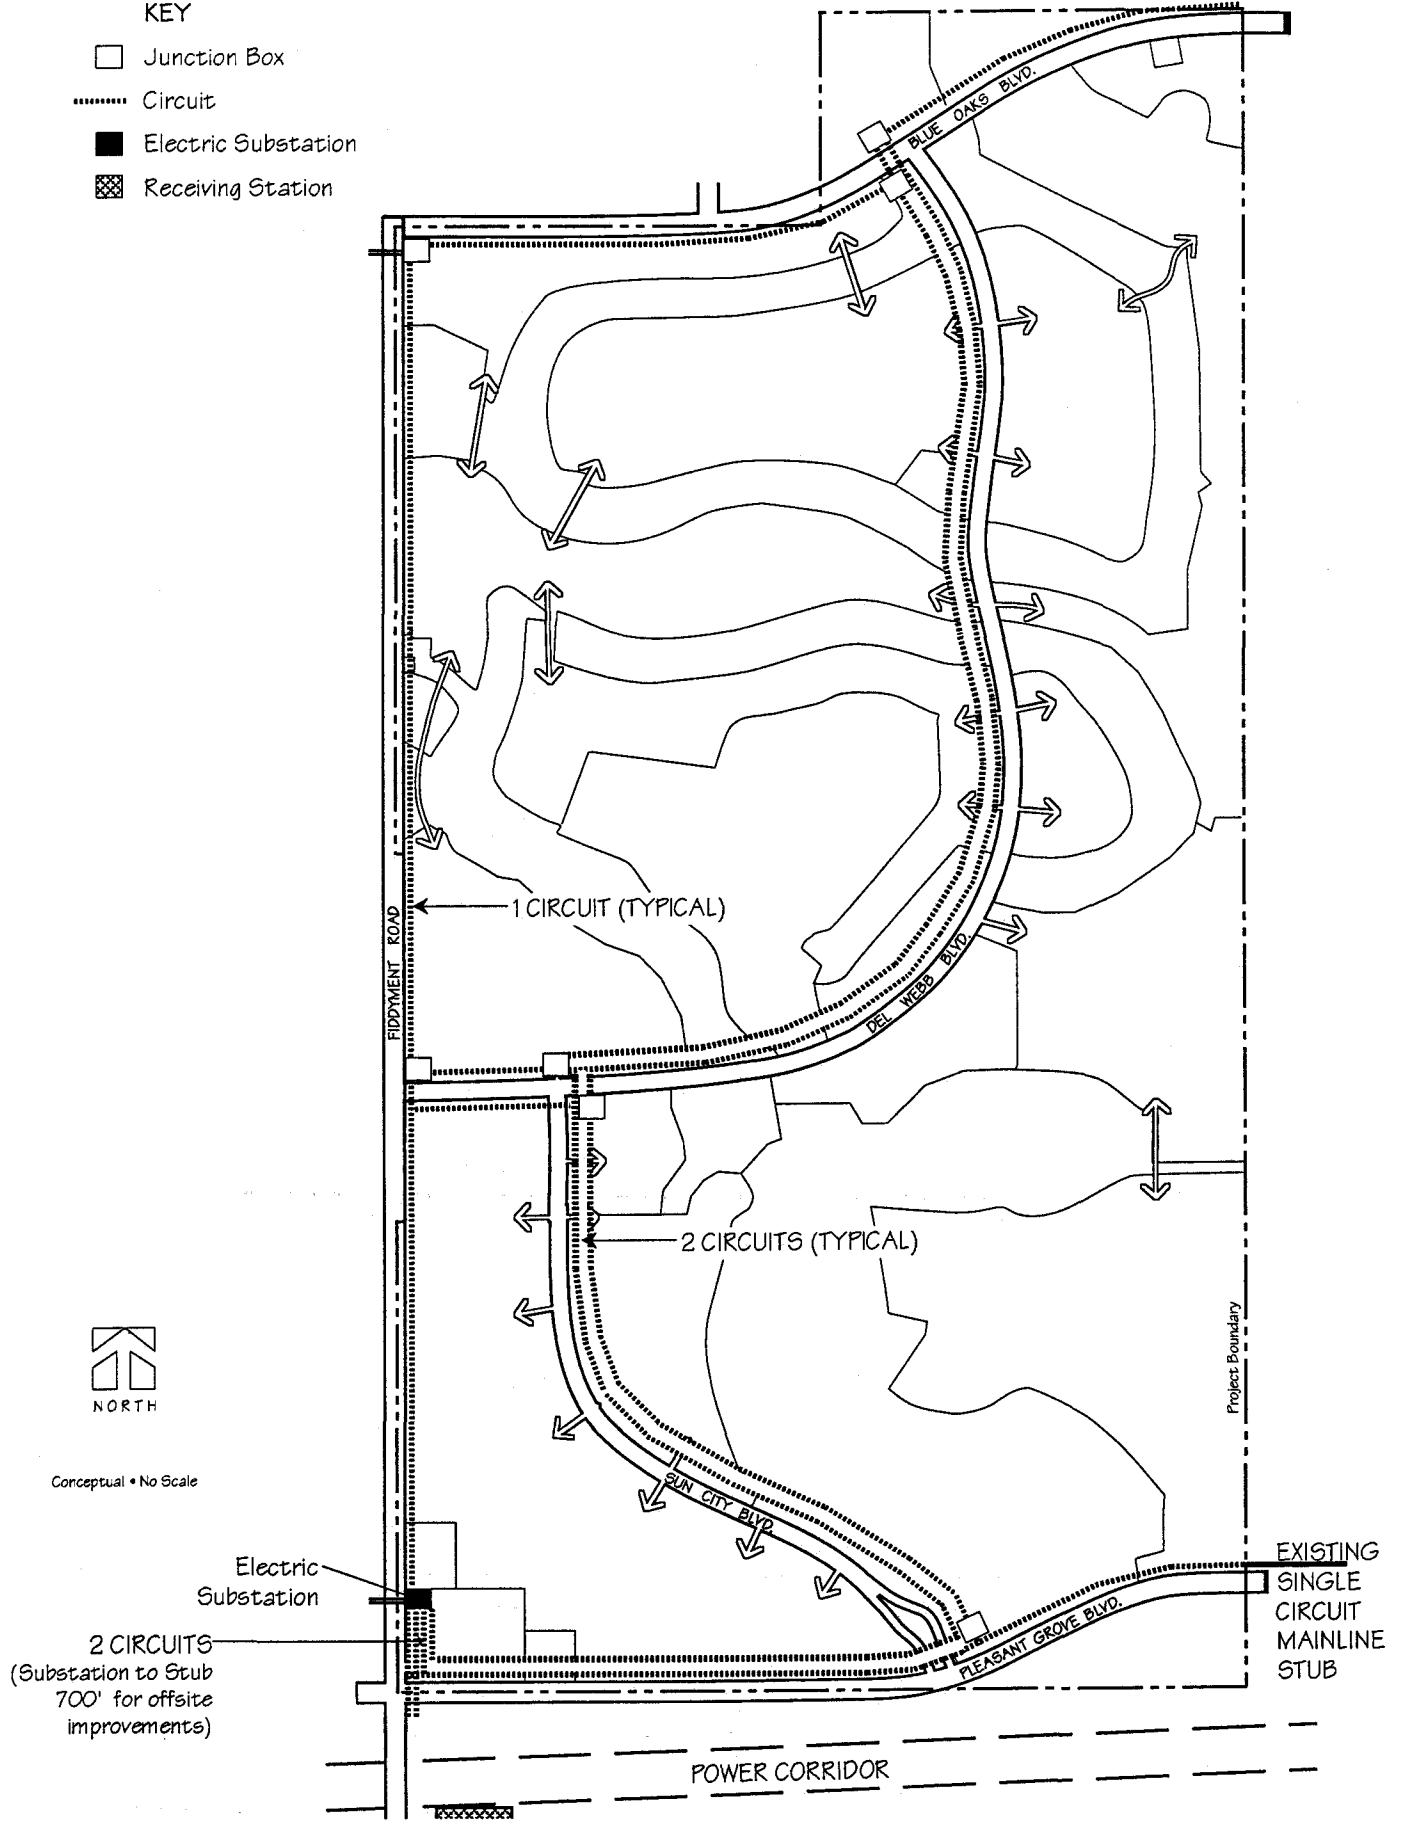 KEY
Junction Box
Circuit
Electric Substation
Receiving Station
BLUE OAKS BLVD.
1 CIRCUIT (TYPICAL)
FIDDYMENT ROAD
DEL WEBB BLVD.
2 CIRCUITS (TYPICAL)
Project Boundary
NORTH
Conceptual • No Scale
SUN CITY BLVD.
Electric
Substation
2 CIRCUITS
(Substation to Stub
700' for offsite
improvements)
PLEASANT GROVE BLVD.
EXISTING
SINGLE
CIRCUIT
MAINLINE
STUB
POWER CORRIDOR